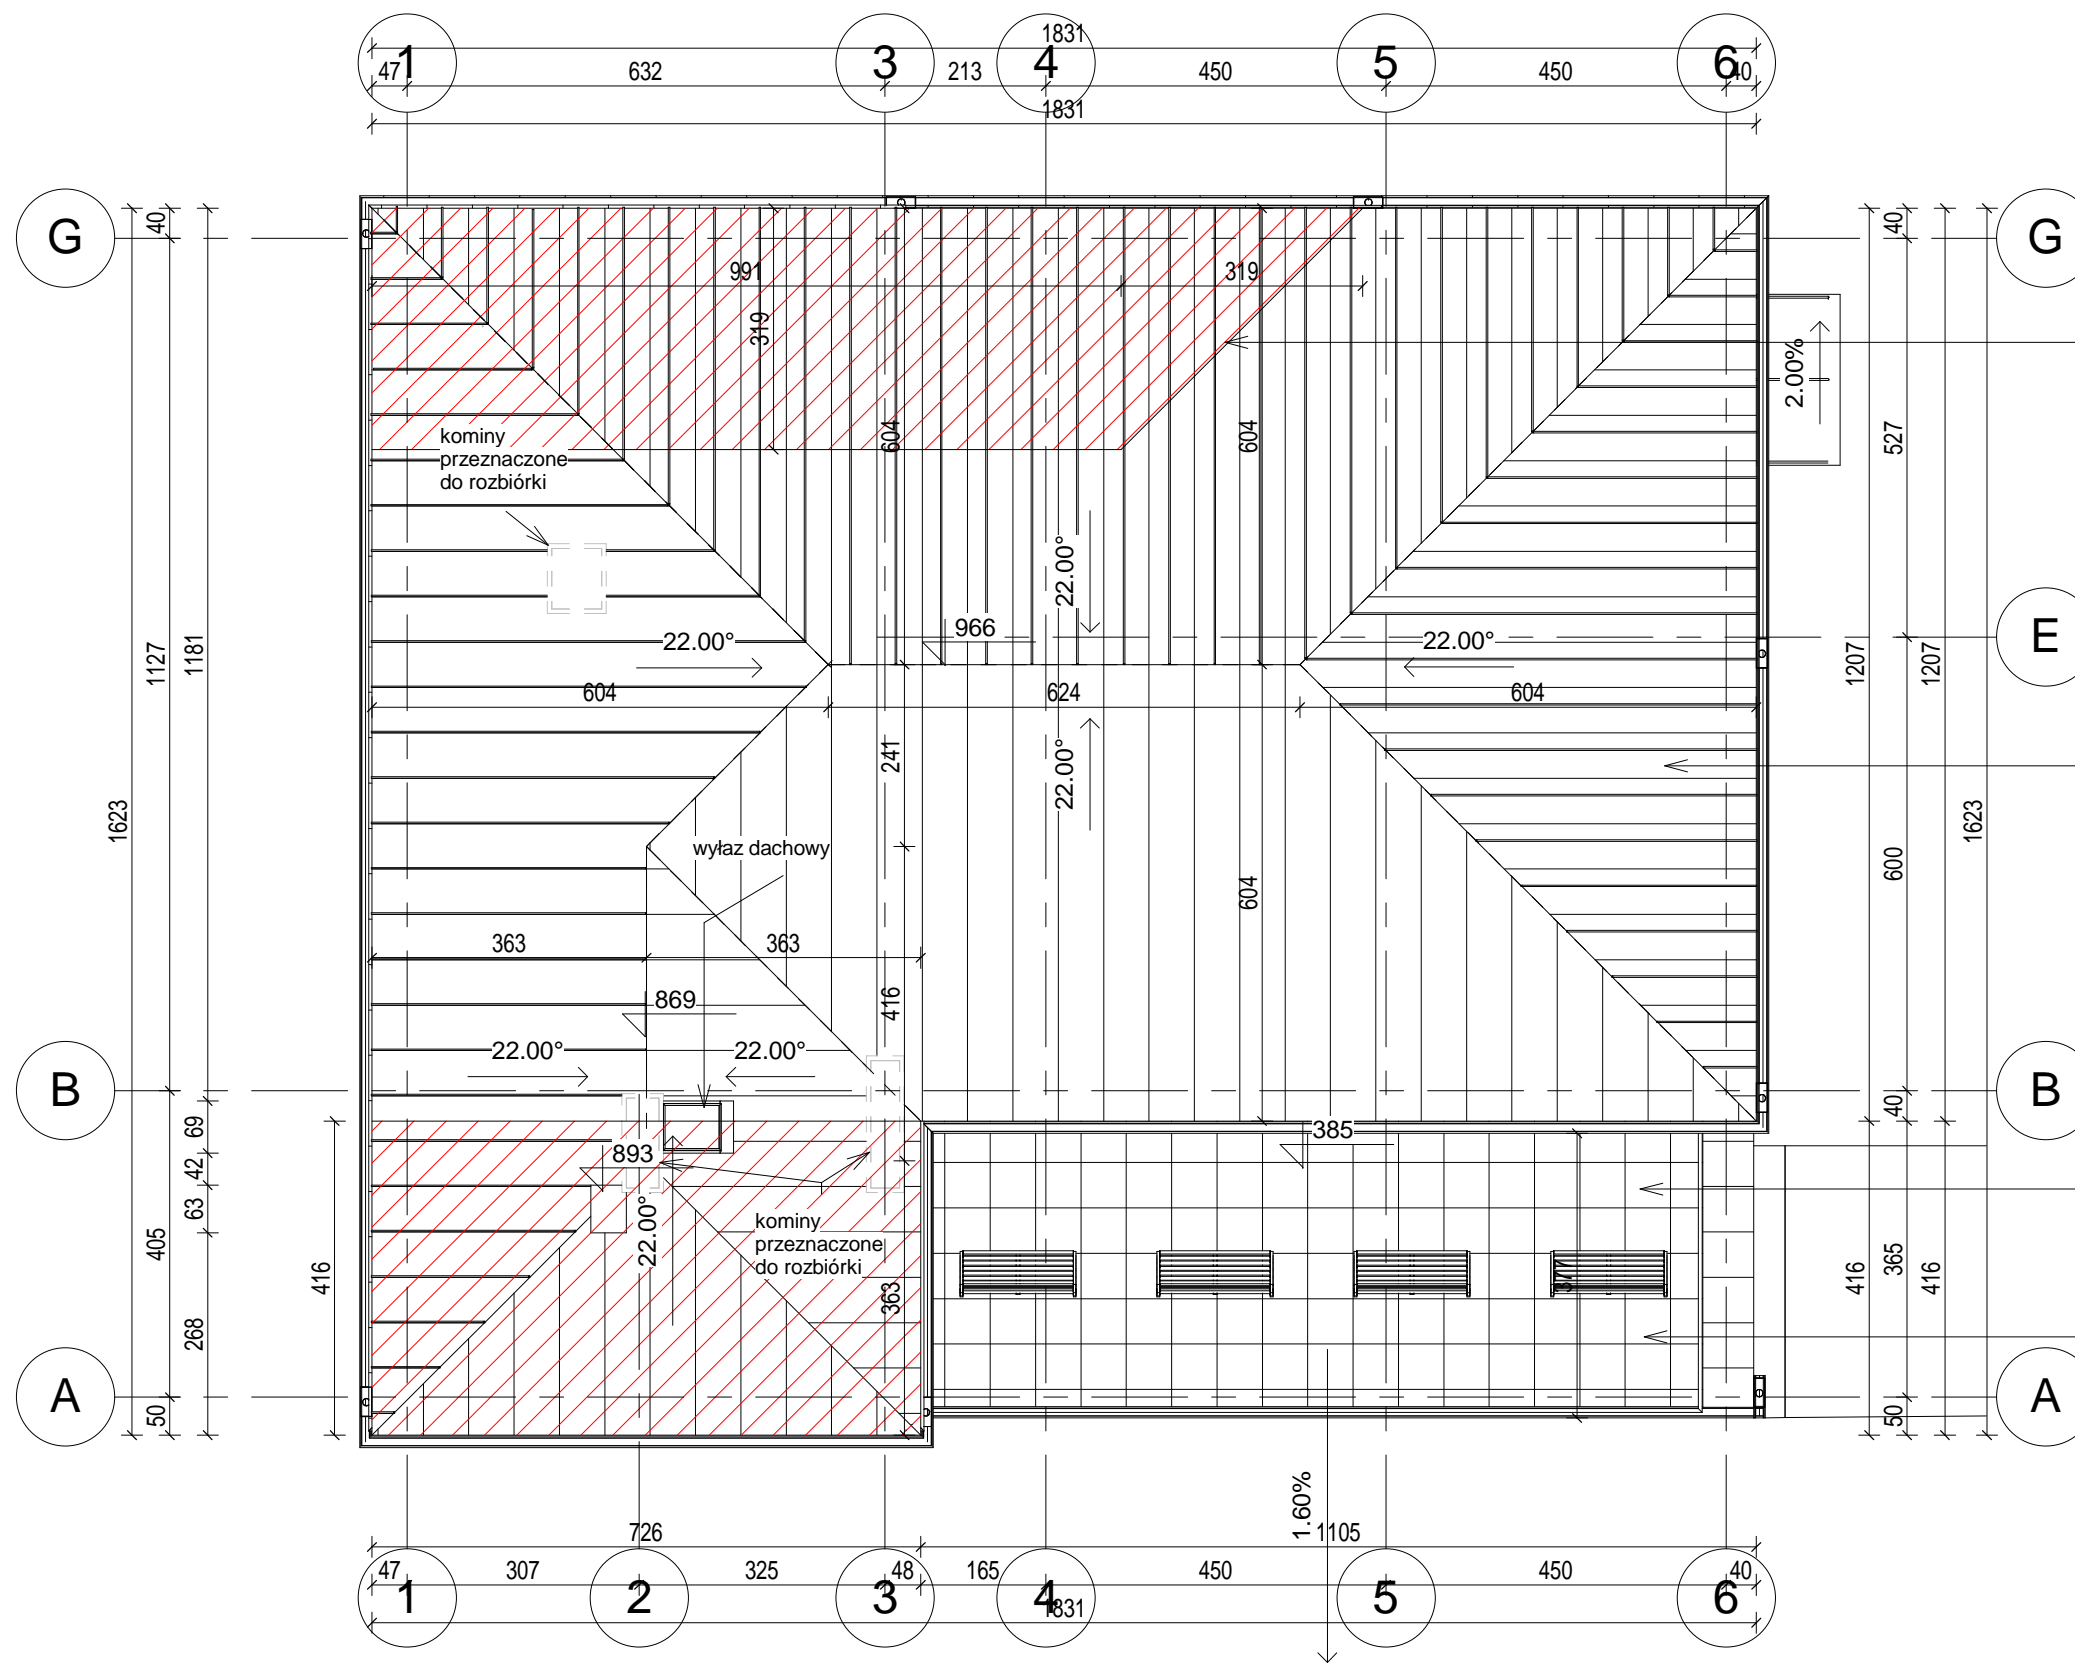 1831
1 3 4 5 6
47 632 213 450 450 40
1831
G 40 40 G
991 319
319
2.00%
kominy
przeznaczone
do rozbiórki
604 604 527
22.00°
966
22.00° 22.00° E
1127 1181 1207 1207
604 624 604
241
22.00°
1623 1623
wyłaz dachowy
604 600
363 363
869 416
22.00° 22.00°
B B
40
69 385
893
42
63 22.00°
kominy
przeznaczone
do rozbiórki
405 365
416 377 416 416
363
268
A A
50 50
1.60%
726 1105
47 307 325 48 165 450 450 40
1 2 3 4 5 6
1831